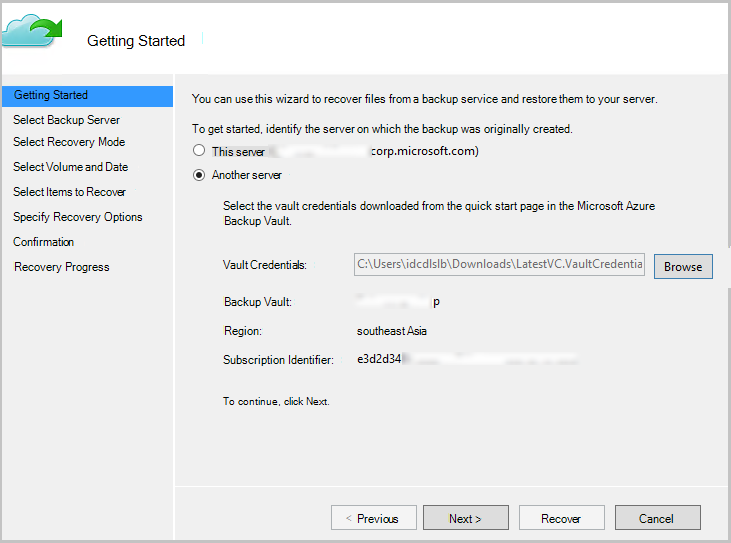 Getting Started
Getting Started
Select Backup Server
Select Recovery Mode
Select Volume and Date
Select Items to Recover
Specify Recovery Options
Confirmation
Recovery Progress
You can use this wizard to recover files from a backup service and restore them to your server.
To get started, identify the server on which the backup was originally created.
This server corp.microsoft.com)
Another server
Select the vault credentials downloaded from the quick start page in the Microsoft Azure
Backup Vault.
Vault Credentials: C:\Users\idcdlslb\Downloads\LatestVC.VaultCredentia Browse
Backup Vault: p
Region: southeast Asia
Subscription Identifier: e3d2d34
To continue, click Next.
< Previous Next > Recover Cancel